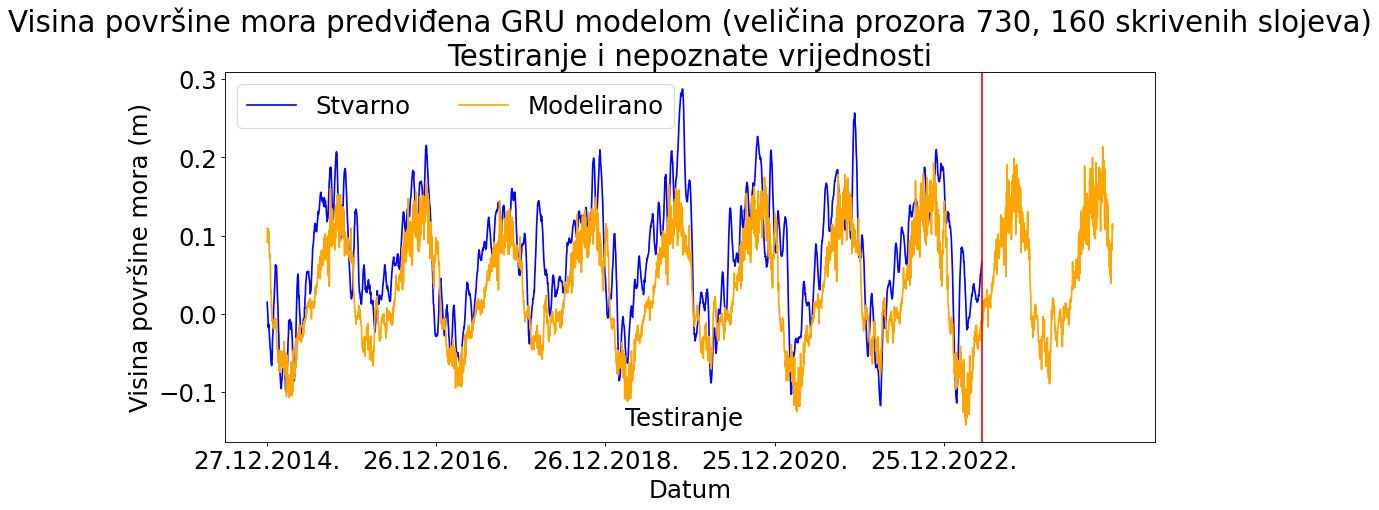 Visina površine mora predviđena GRU modelom (veličina prozora 730, 160 skrivenih slojeva)
Testiranje i nepoznate vrijednosti
Stvarno Modelirano
Visina površine mora (m)
0.3
0.2
0.1
0.0
−0.1
Testiranje
27.12.2014. 26.12.2016. 26.12.2018. 25.12.2020. 25.12.2022.
Datum